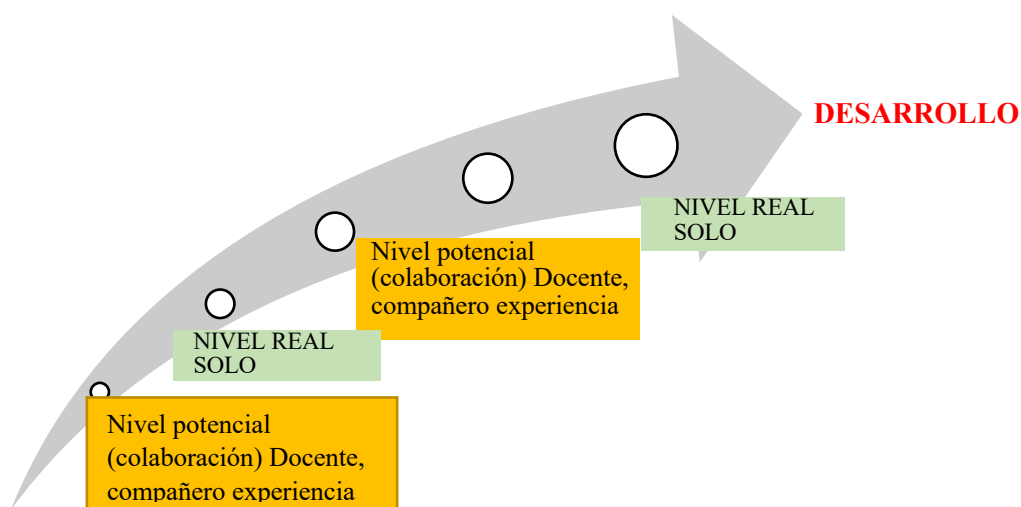 DESARROLLO
NIVEL REAL
SOLO
Nivel potencial
(colaboración) Docente,
compañero experiencia
NIVEL REAL
SOLO
Nivel potencial
(colaboración) Docente,
compañero experiencia